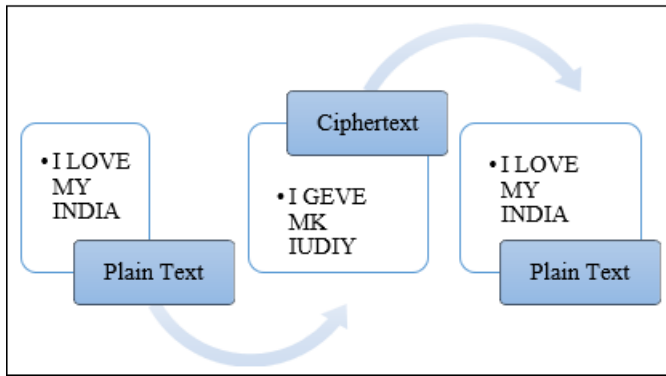 •I LOVE
MY
INDIA
Plain Text
Ciphertext
•I GEVE
MK
IUDIY
•I LOVE
MY
INDIA
Plain Text